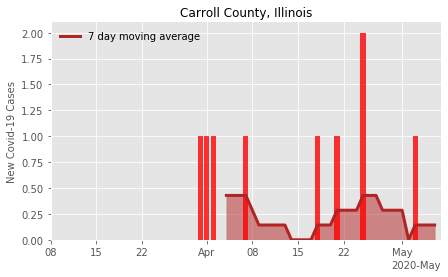 Carroll County, Illinois
7 day moving average
New Covid-19 Cases
2.00
1.75
1.50
1.25
1.00
0.75
0.50
0.25
0.00
08 15 22 Apr 08 15 22 May
2020-May